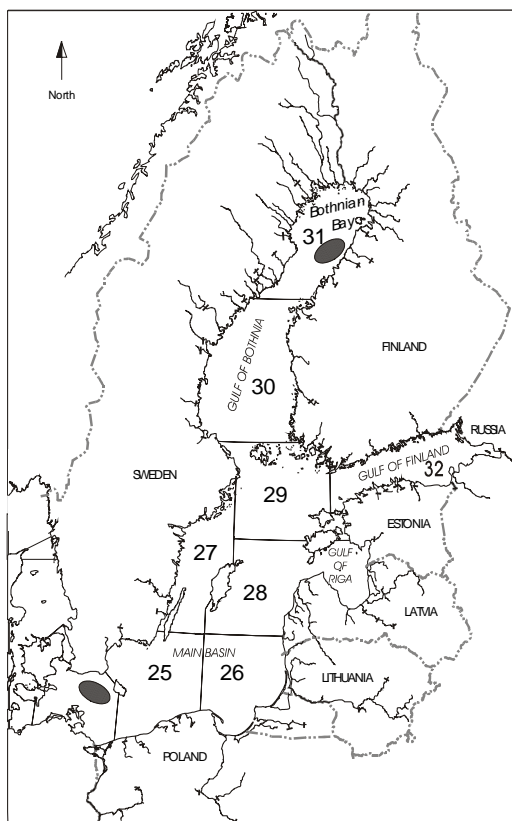 North
Bothnian
Bay
31
GULF OF BOTHNIA
30
FINLAND
RUSSIA
GULF OF FINLAND
32
SWEDEN
29
ESTONIA
27
GULF
OF
RIGA
28
LATVIA
MAIN BASIN
25
26
LITHUANIA
POLAND